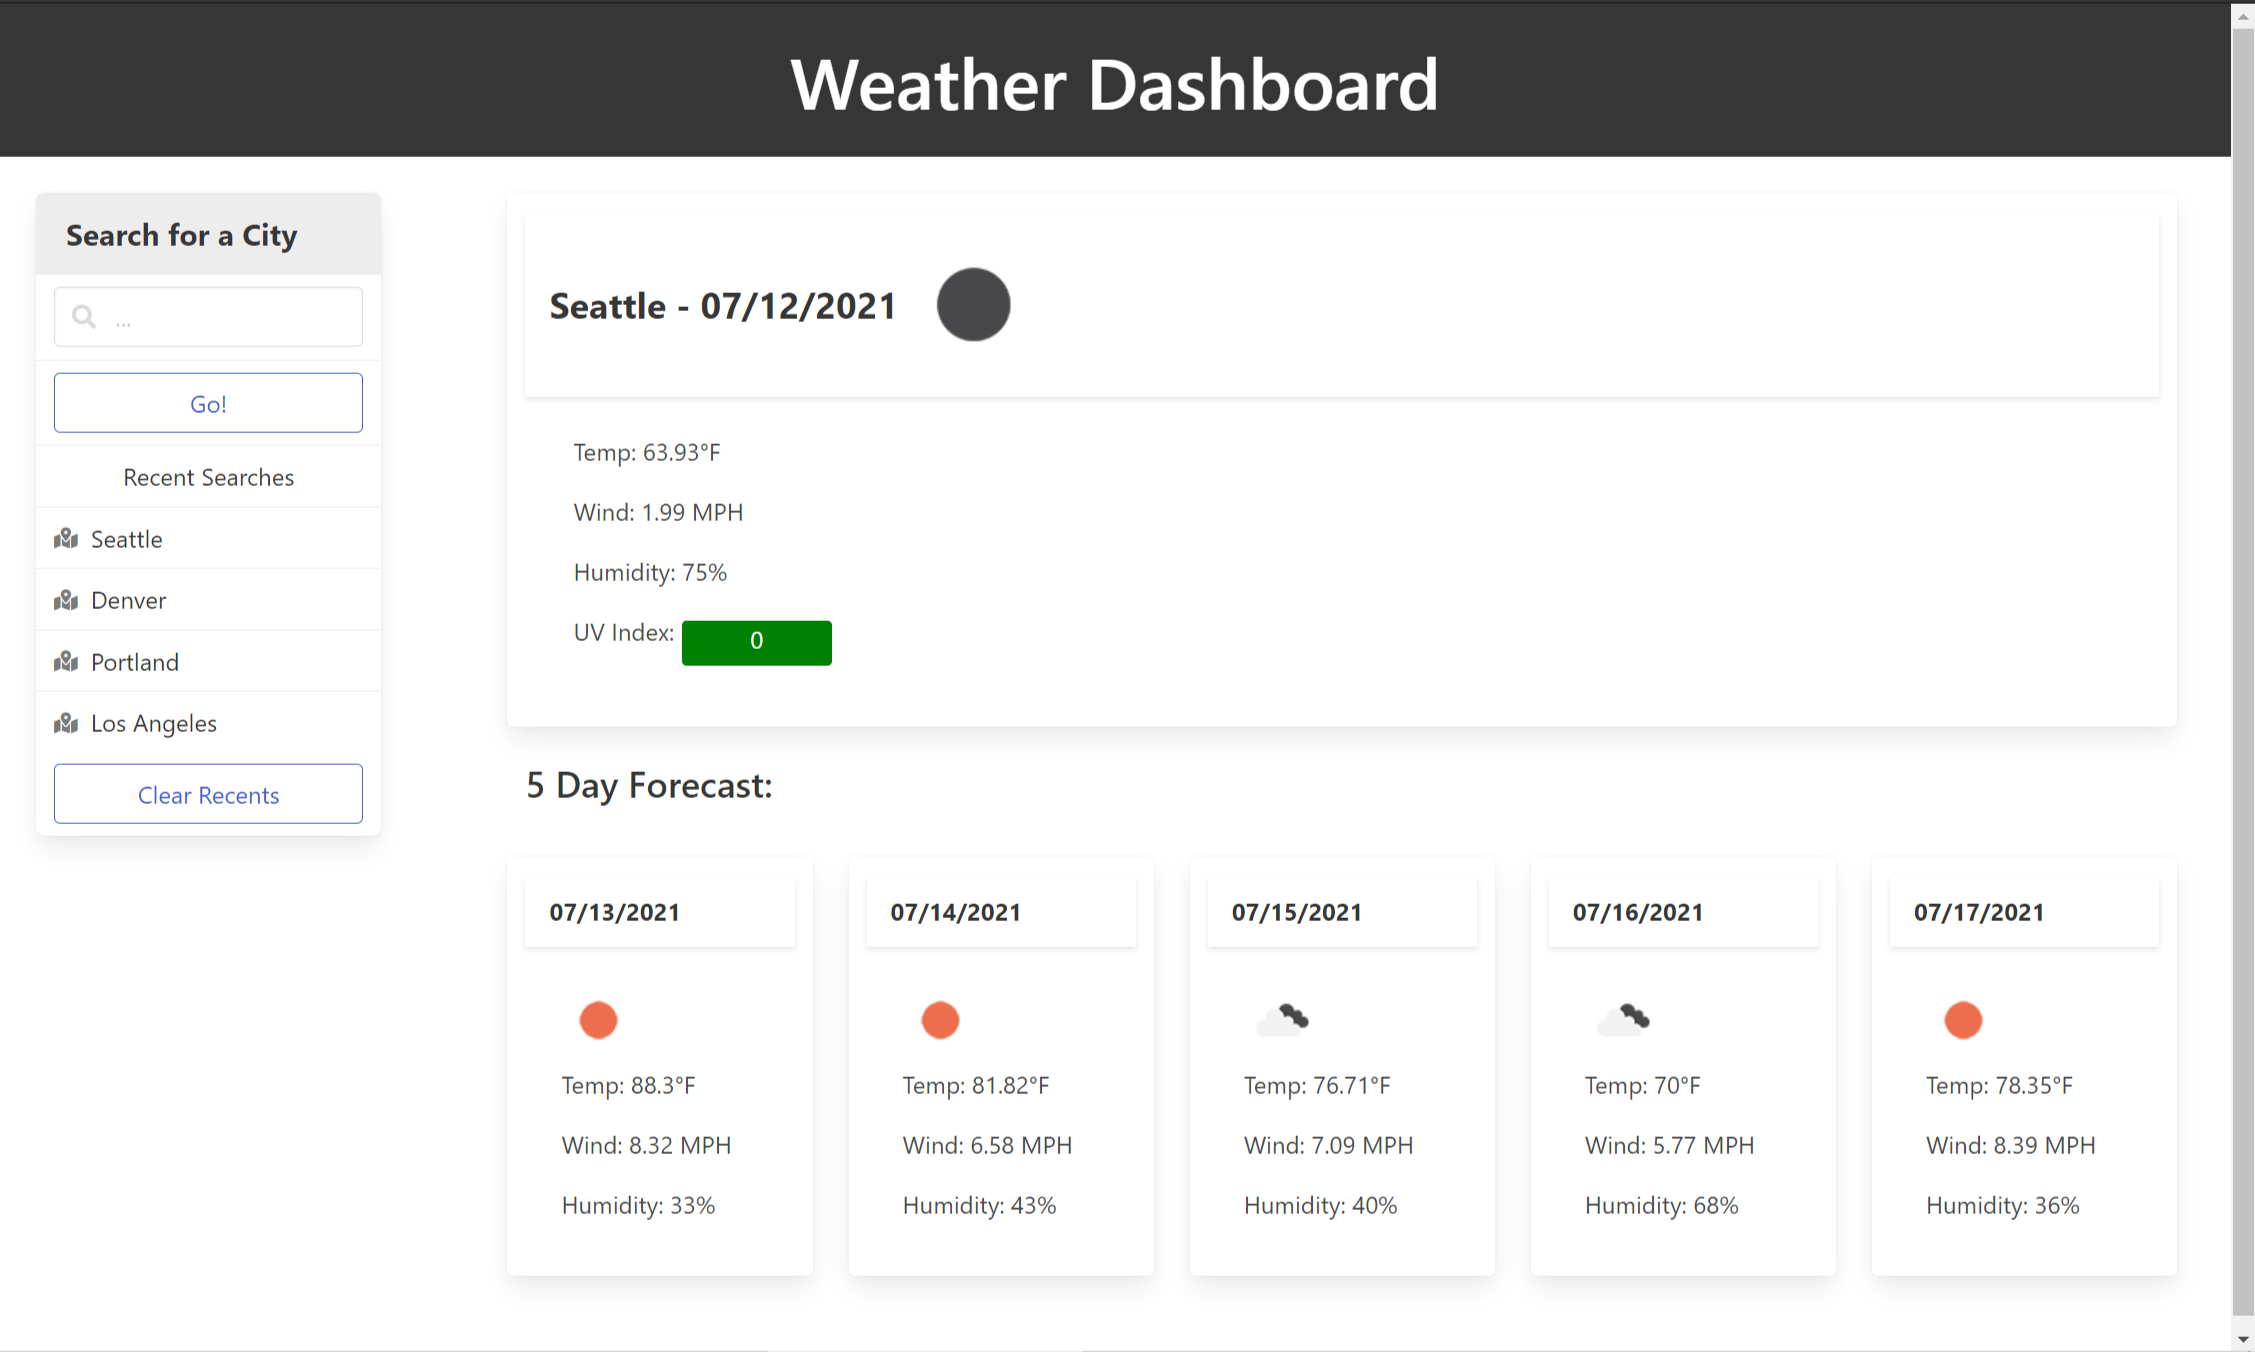 Weather Dashboard
Search for a City
...
Go!
Recent Searches
Seattle
Denver
Portland
Los Angeles
Clear Recents
Seattle - 07/12/2021
Temp: 63.93°F
Wind: 1.99 MPH
Humidity: 75%
UV Index: 0
5 Day Forecast:
07/13/2021
Temp: 88.3°F
Wind: 8.32 MPH
Humidity: 33%
07/14/2021
Temp: 81.82°F
Wind: 6.58 MPH
Humidity: 43%
07/15/2021
Temp: 76.71°F
Wind: 7.09 MPH
Humidity: 40%
07/16/2021
Temp: 70°F
Wind: 5.77 MPH
Humidity: 68%
07/17/2021
Temp: 78.35°F
Wind: 8.39 MPH
Humidity: 36%